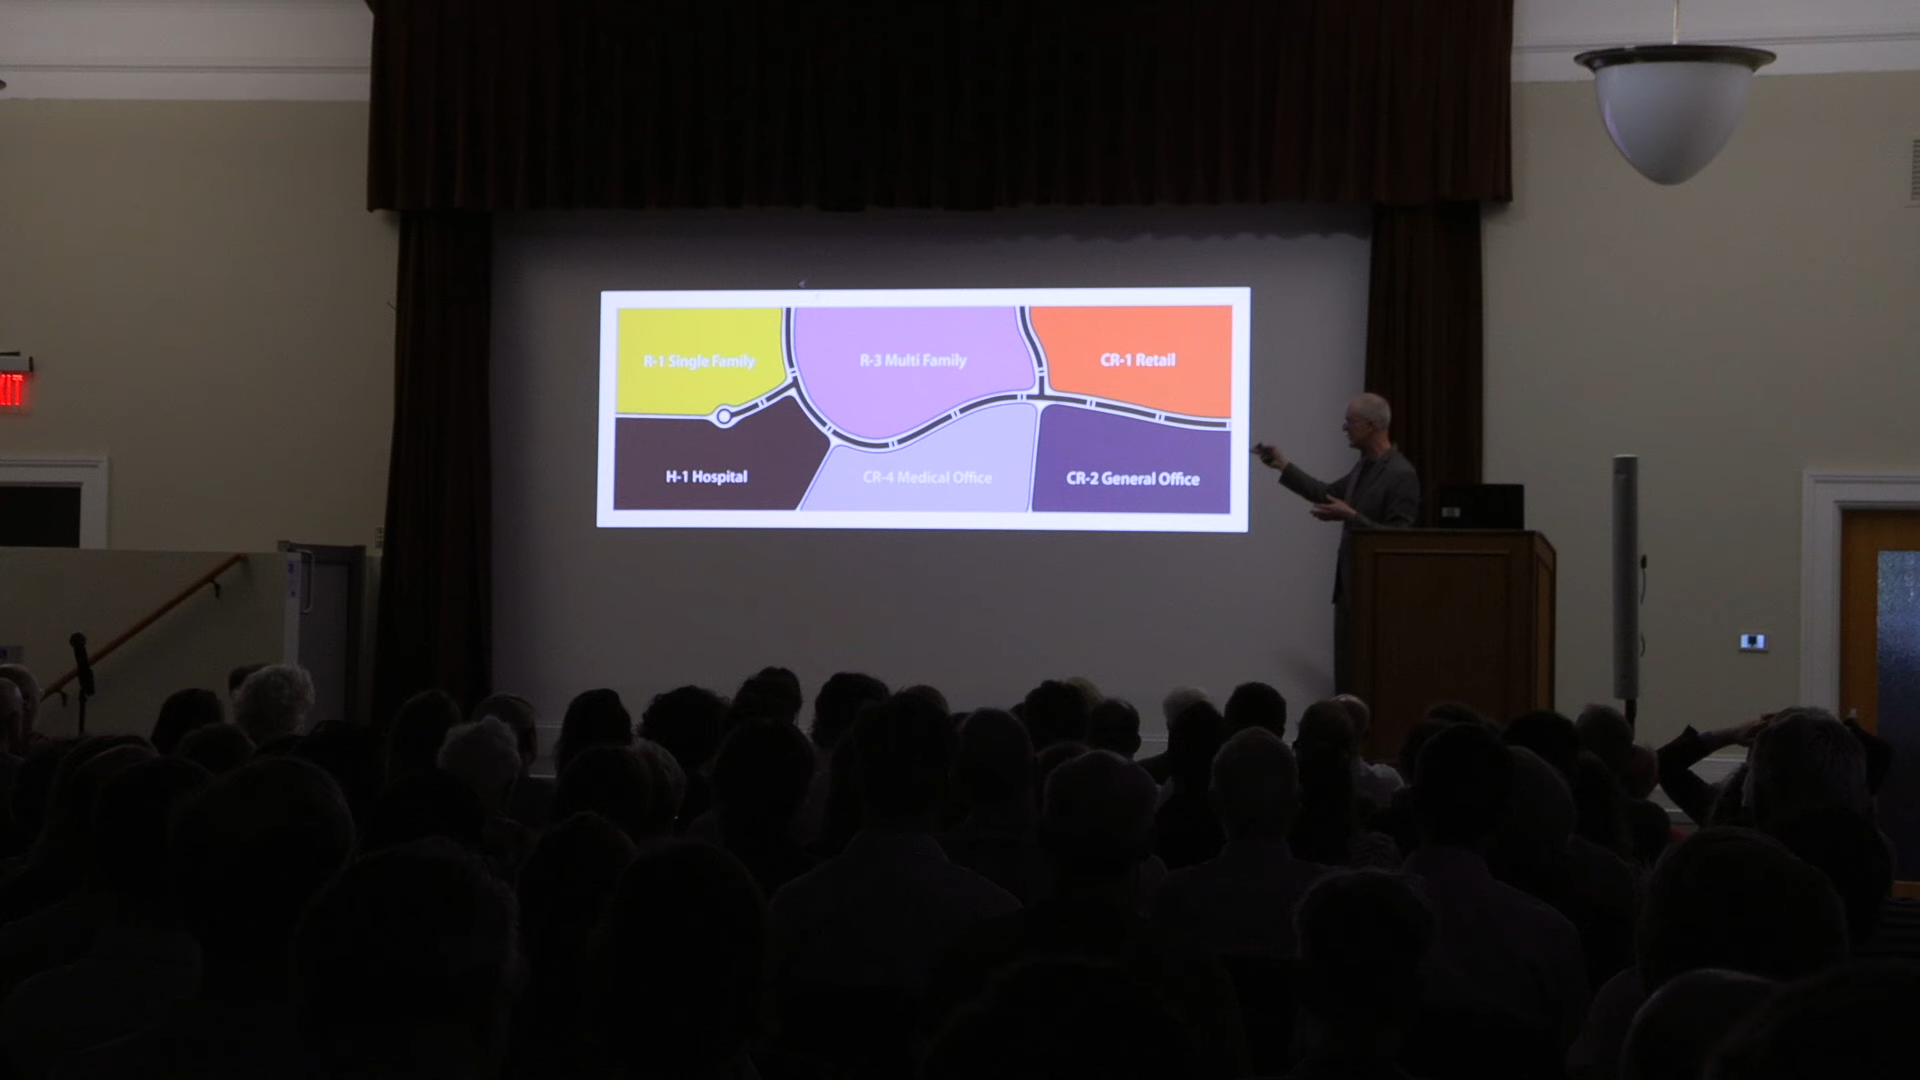 R-1 Single Family
R-3 Multi Family
CR-1 Retail
H-1 Hospital
CR-4 Medical Office
CR-2 General Office